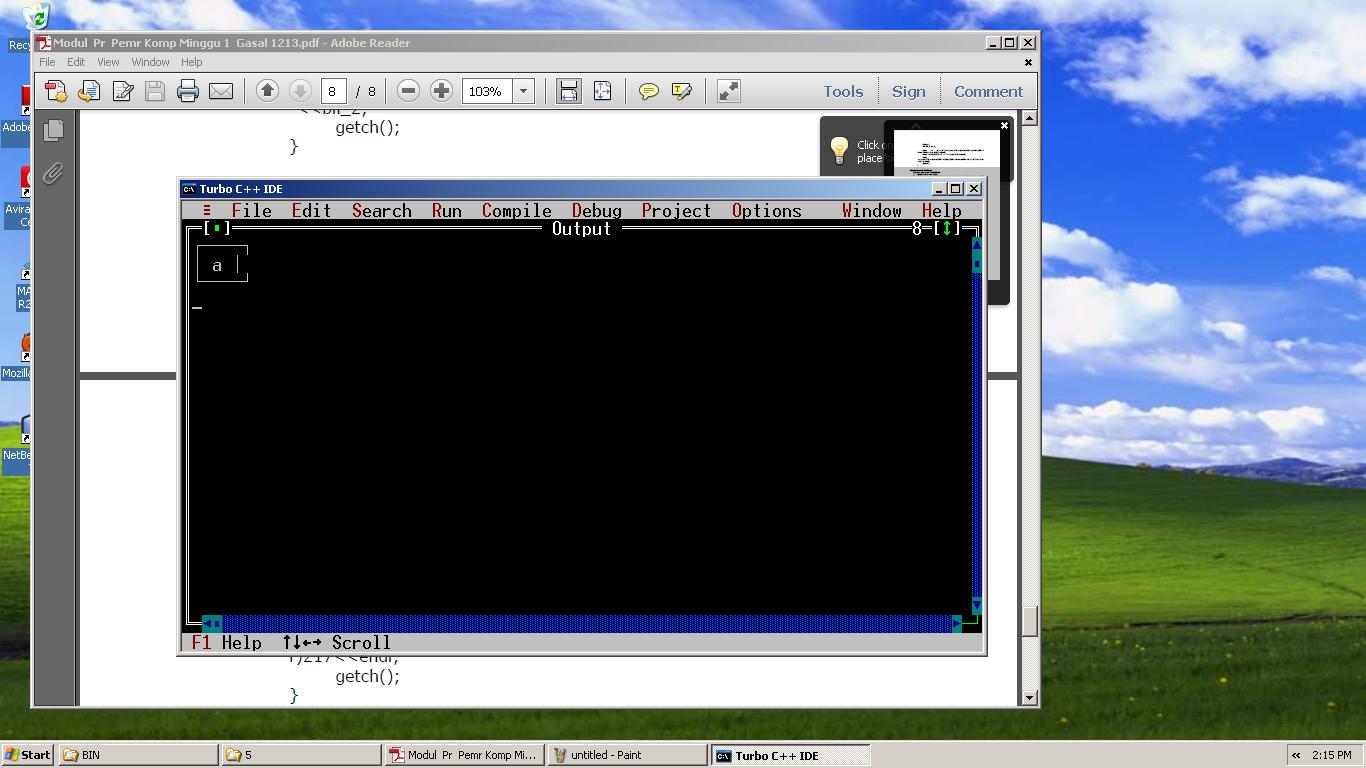 Recy
Modul Pr Pemr Komp Minggu 1 Gasal 1213.pdf - Adobe Reader
File Edit View Window Help
8 / 8 103% Tools Sign Comment
getch();
}
Adobe
Click on
place
Avira
Ce
Turbo C++ IDE
≡ File Edit Search Run Compile Debug Project Options Window Help
[▪] Output 8=[↕]
a
MA
R2
Mozilla
NetBe
F1 Help ↑↓←→ Scroll
r)217<<endl;
getch();
}
Start BIN 5 Modul Pr Pemr Komp Mi... untitled - Paint Turbo C++ IDE « 2:15 PM